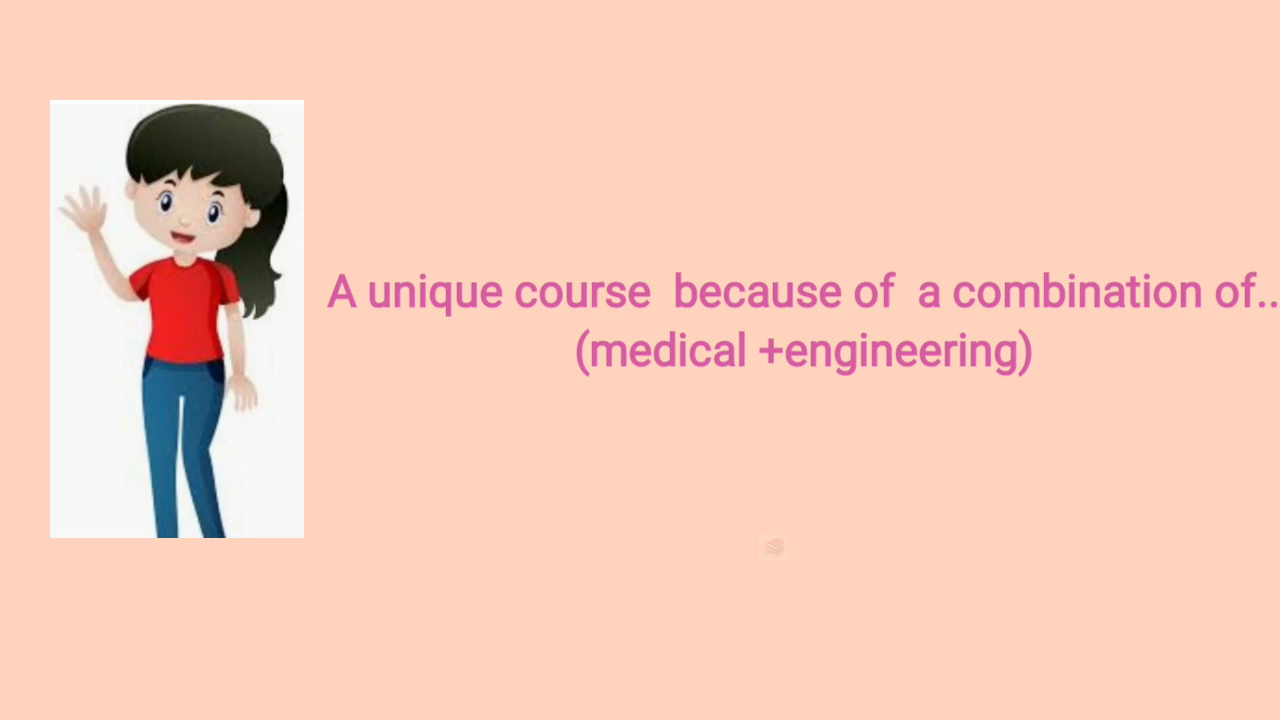 A unique course  because of  a combination of..
(medical +engineering)